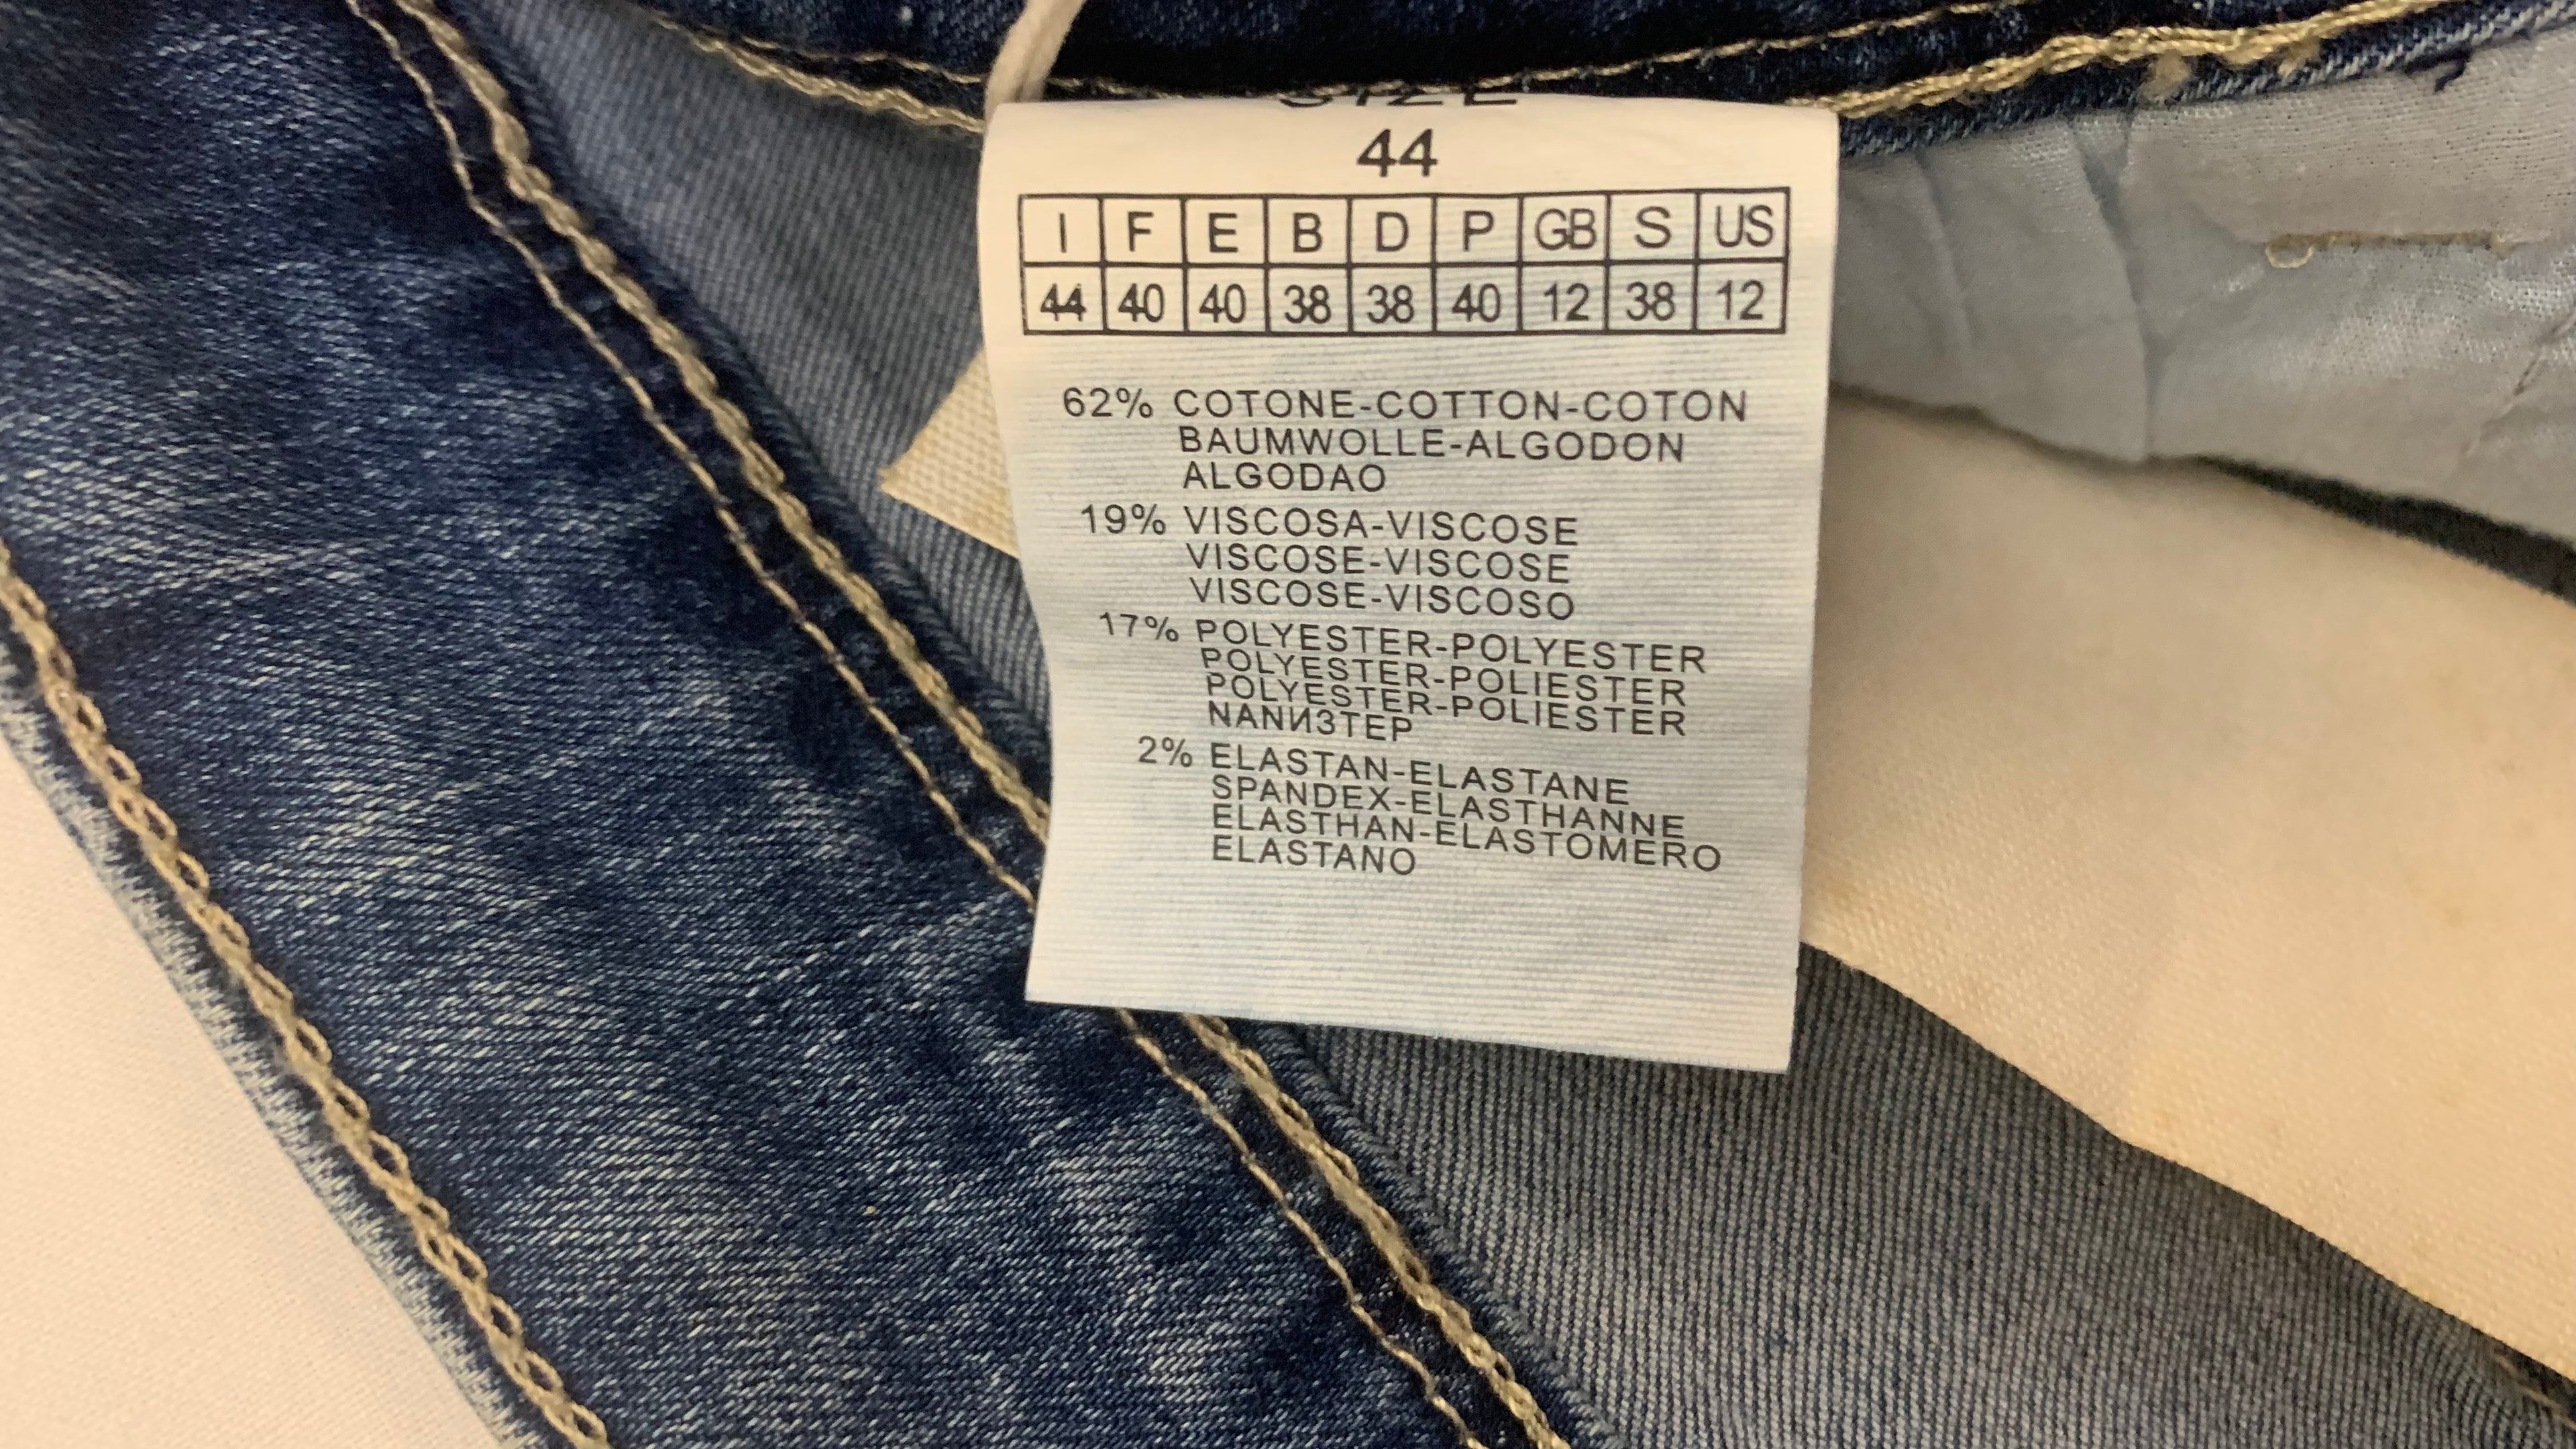 SIZE
44
I F E B D P GB S US
44 40 40 38 38 40 12 38 12
62% COTONE-COTTON-COTON
BAUMWOLLE-ALGODON
ALGODAO
19% VISCOSA-VISCOSE
VISCOSE-VISCOSE
VISCOSE-VISCOSO
17% POLYESTER-POLYESTER
POLYESTER-POLIESTER
POLYESTER-POLIESTER
NANИ3TEP
2% ELASTAN-ELASTANE
SPANDEX-ELASTHANNE
ELASTHAN-ELASTOMERO
ELASTANO